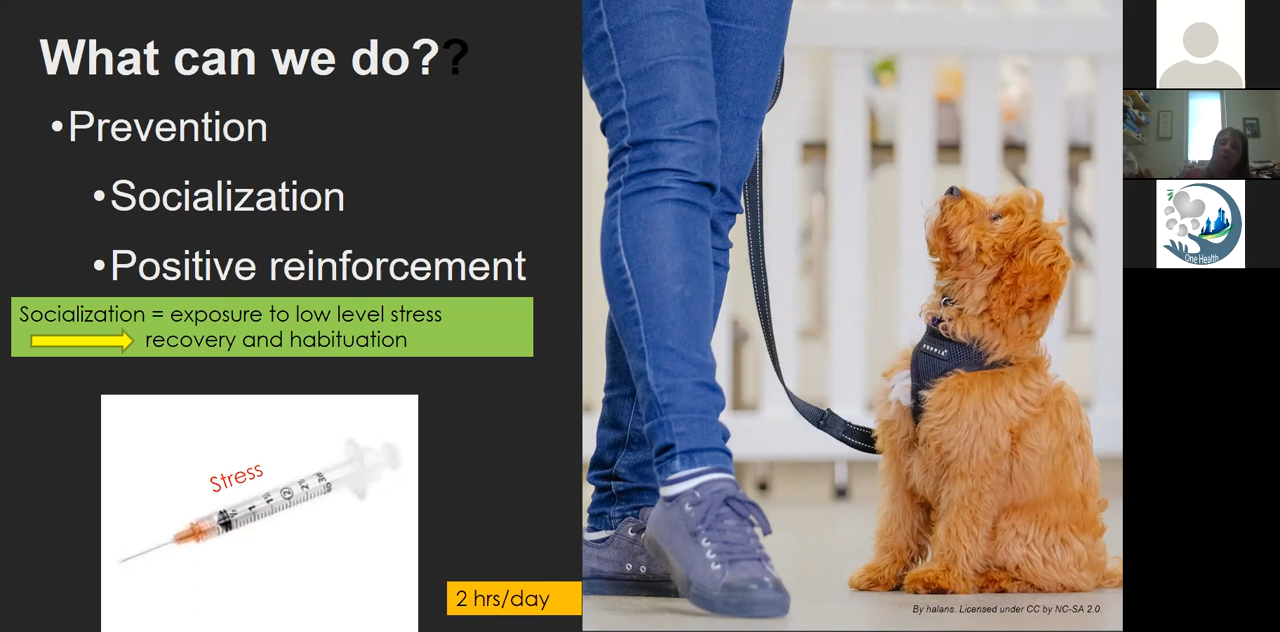 What can we do??
•Prevention
•Socialization
•Positive reinforcement
Socialization = exposure to low level stress
recovery and habituation
Stress
2 hrs/day
PUPPIA
By halans. Licensed under CC by NC-SA 2.0.
One Health